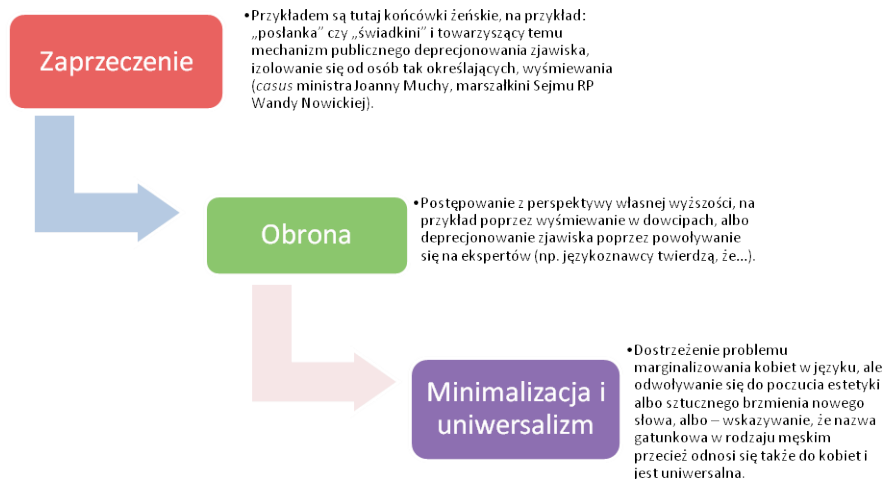 Zaprzeczenie
•Przykładem są tutaj końcówki żeńskie, na przykład:
„posłanka” czy „świadkini” i towarzyszący temu
mechanizm publicznego deprecjonowania zjawiska,
izolowanie się od osób tak określających, wyśmiewania
(casus ministra Joanny Muchy, marszałkini Sejmu RP
Wandy Nowickiej).
Obrona
•Postępowanie z perspektywy własnej wyższości, na
przykład poprzez wyśmiewanie w dowcipach, albo
deprecjonowanie zjawiska poprzez powoływanie
się na ekspertów (np. językoznawcy twierdzą, że...).
Minimalizacja i
uniwersalizm
•Dostrzeżenie problemu
marginalizowania kobiet w języku, ale
odwoływanie się do poczucia estetyki
albo sztucznego brzmienia nowego
słowa, albo – wskazywanie, że nazwa
gatunkowa w rodzaju męskim
przecież odnosi się także do kobiet i
jest uniwersalna.